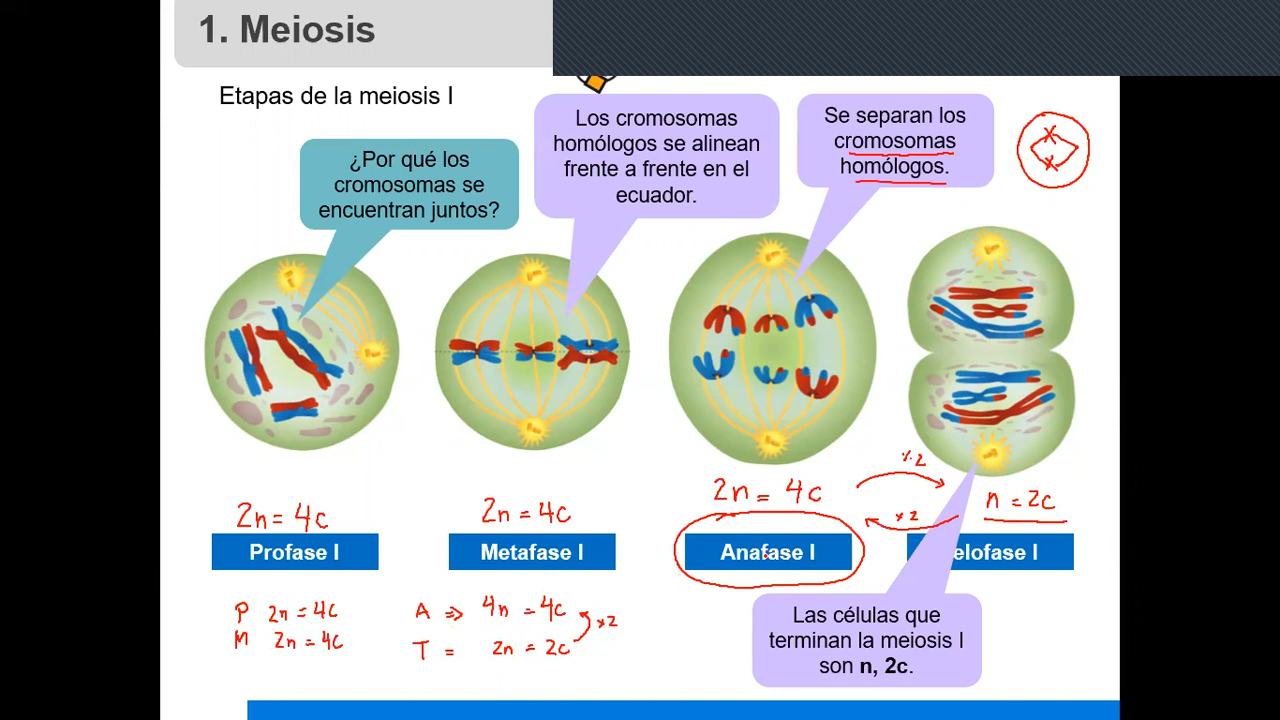 1. Meiosis
Etapas de la meiosis I
¿Por qué los
cromosomas se
encuentran juntos?
Los cromosomas
homólogos se alinean
frente a frente en el
ecuador.
Se separan los
cromosomas
homólogos.
2n = 4c
2n = 4c
2n = 4c
⁒2
x2
n = 2c
Profase I
Metafase I
Anafase I
elofase I
P 2n = 4c
M 2n = 4c
A => 4n = 4c
T = 2n = 2c
x2
Las células que
terminan la meiosis I
son n, 2c.